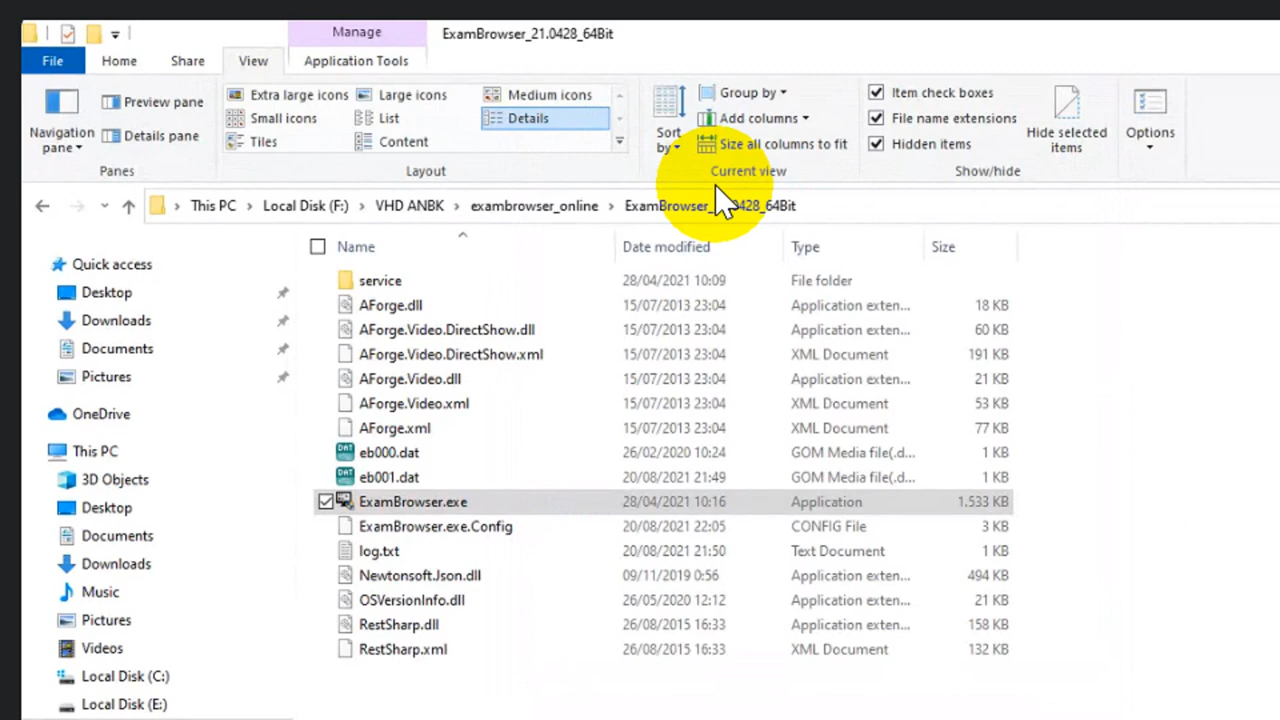 Manage
ExamBrowser_21.0428_64Bit
File Home Share View Application Tools
Navigation pane
Preview pane
Details pane
Panes
Extra large icons Large icons Medium icons
Small icons List Details
Tiles Content
Layout
Sort by
Group by
Add columns
Size all columns to fit
Current view
Item check boxes
File name extensions
Hidden items
Hide selected items
Show/hide
Options
This PC > Local Disk (F:) > VHD ANBK > exambrowser_online > ExamBrowser_ 0428_64Bit
Quick access
Desktop
Downloads
Documents
Pictures
OneDrive
This PC
3D Objects
Desktop
Documents
Downloads
Music
Pictures
Videos
Local Disk (C:)
Local Disk (E:)
Name Date modified Type Size
service 28/04/2021 10:09 File folder
AForge.dll 15/07/2013 23:04 Application exten... 18 KB
AForge.Video.DirectShow.dll 15/07/2013 23:04 Application exten... 60 KB
AForge.Video.DirectShow.xml 15/07/2013 23:04 XML Document 191 KB
AForge.Video.dll 15/07/2013 23:04 Application exten... 21 KB
AForge.Video.xml 15/07/2013 23:04 XML Document 53 KB
AForge.xml 15/07/2013 23:04 XML Document 77 KB
DAT eb000.dat 26/02/2020 10:24 GOM Media file(.d... 1 KB
DAT eb001.dat 20/08/2021 21:49 GOM Media file(.d... 1 KB
ExamBrowser.exe 28/04/2021 10:16 Application 1.533 KB
ExamBrowser.exe.Config 20/08/2021 22:05 CONFIG File 3 KB
log.txt 20/08/2021 21:50 Text Document 1 KB
Newtonsoft.Json.dll 09/11/2019 0:56 Application exten... 494 KB
OSVersionInfo.dll 26/05/2020 12:12 Application exten... 21 KB
RestSharp.dll 26/08/2015 16:33 Application exten... 158 KB
RestSharp.xml 26/08/2015 16:33 XML Document 132 KB